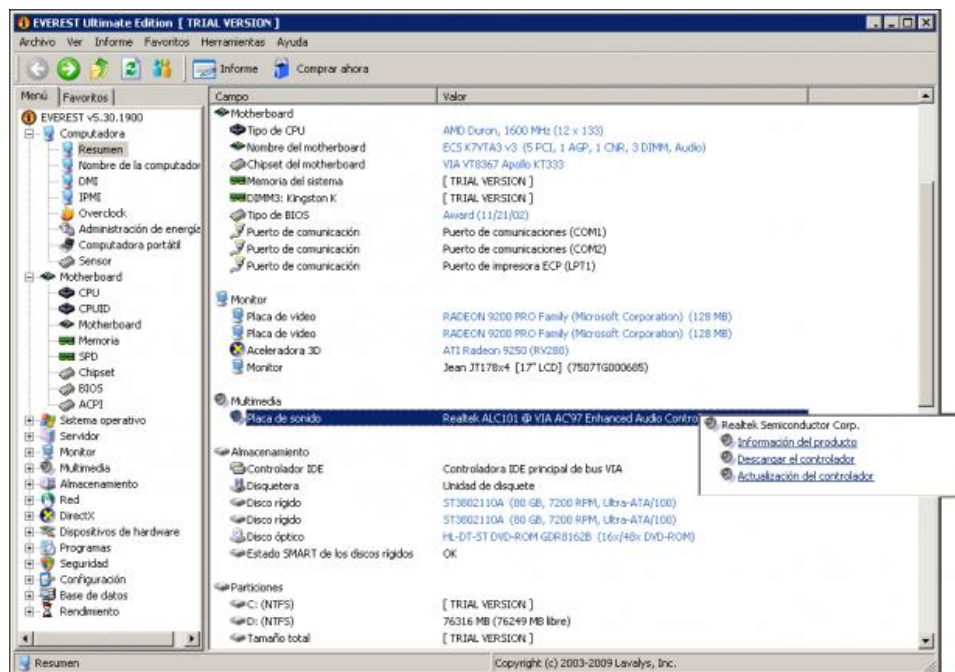 EVEREST Ultimate Edition [ TRIAL VERSION ]
Archivo Ver Informe Favoritos Herramientas Ayuda
Informe Comprar ahora
Menú Favoritos
EVEREST v5.30.1900
Computadora
Resumen
Nombre de la computador
DMI
IPMI
Overclock
Administración de energía
Computadora portátil
Sensor
Motherboard
CPU
CPUID
Motherboard
Memoria
SPD
Chipset
BIOS
ACPI
Sistema operativo
Servidor
Monitor
Multimedia
Almacenamiento
Red
DirectX
Dispositivos de hardware
Programas
Seguridad
Configuración
Base de datos
Rendimiento
Campo Valor
Motherboard
Tipo de CPU AMD Duron, 1600 MHz (12 x 133)
Nombre del motherboard ECS K7VTA3 v3 (5 PCI, 1 AGP, 1 CNR, 3 DIMM, Audio)
Chipset del motherboard VIA VT8367 Apollo KT333
Memoria del sistema [ TRIAL VERSION ]
DIMM3: Kingston K [ TRIAL VERSION ]
Tipo de BIOS Award (11/21/02)
Puerto de comunicación Puerto de comunicaciones (COM1)
Puerto de comunicación Puerto de comunicaciones (COM2)
Puerto de comunicación Puerto de impresora ECP (LPT1)
Monitor
Placa de video RADEON 9200 PRO Family (Microsoft Corporation) (128 MB)
Placa de video RADEON 9200 PRO Family (Microsoft Corporation) (128 MB)
Aceleradora 3D ATI Radeon 9250 (RV280)
Monitor Jean JT178x4 [17" LCD] (7507TG000685)
Multimedia
Placa de sonido Realtek ALC101 @ VIA AC'97 Enhanced Audio Contro
Realtek Semiconductor Corp.
Información del producto
Descargar el controlador
Actualización del controlador
Almacenamiento
Controlador IDE Controladora IDE principal de bus VIA
Disquetera Unidad de disquete
Disco rígido ST3802110A (80 GB, 7200 RPM, Ultra-ATA/100)
Disco rígido ST3802110A (80 GB, 7200 RPM, Ultra-ATA/100)
Disco óptico HL-DT-ST DVD-ROM GDR8162B (16x/48x DVD-ROM)
Estado SMART de los discos rígidos OK
Particiones
C: (NTFS) [ TRIAL VERSION ]
D: (NTFS) 76316 MB (76249 MB libre)
Tamaño total [ TRIAL VERSION ]
Resumen Copyright (c) 2003-2009 Lavalys, Inc.